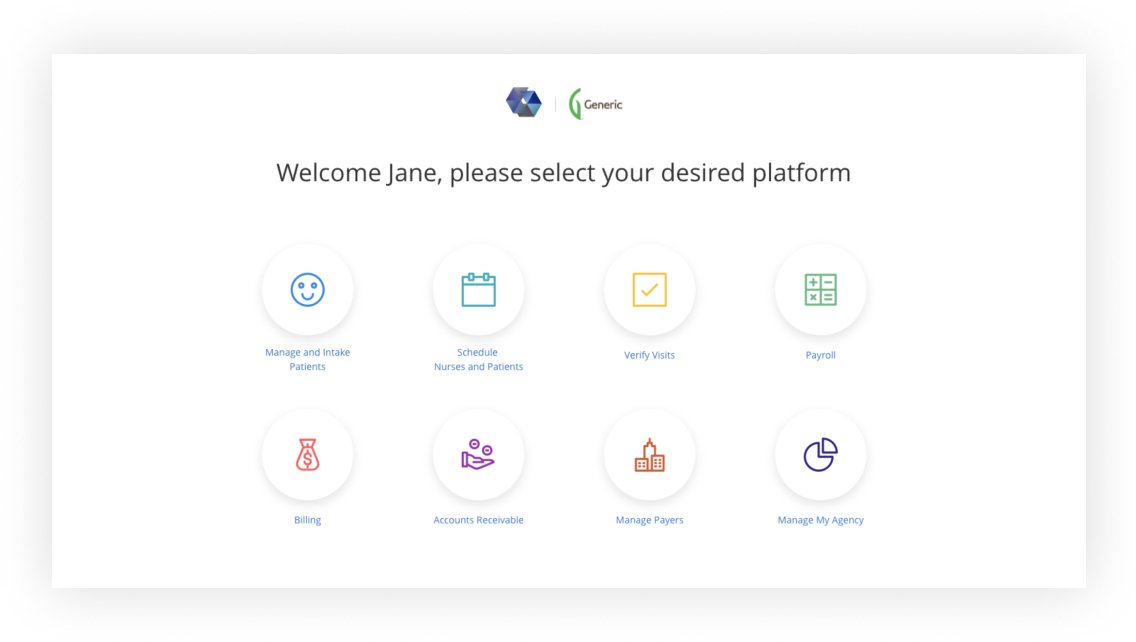 Generic
Welcome Jane, please select your desired platform
Manage and Intake
Patients
Schedule
Nurses and Patients
Verify Visits
Payroll
Billing
Accounts Receivable
Manage Payers
Manage My Agency